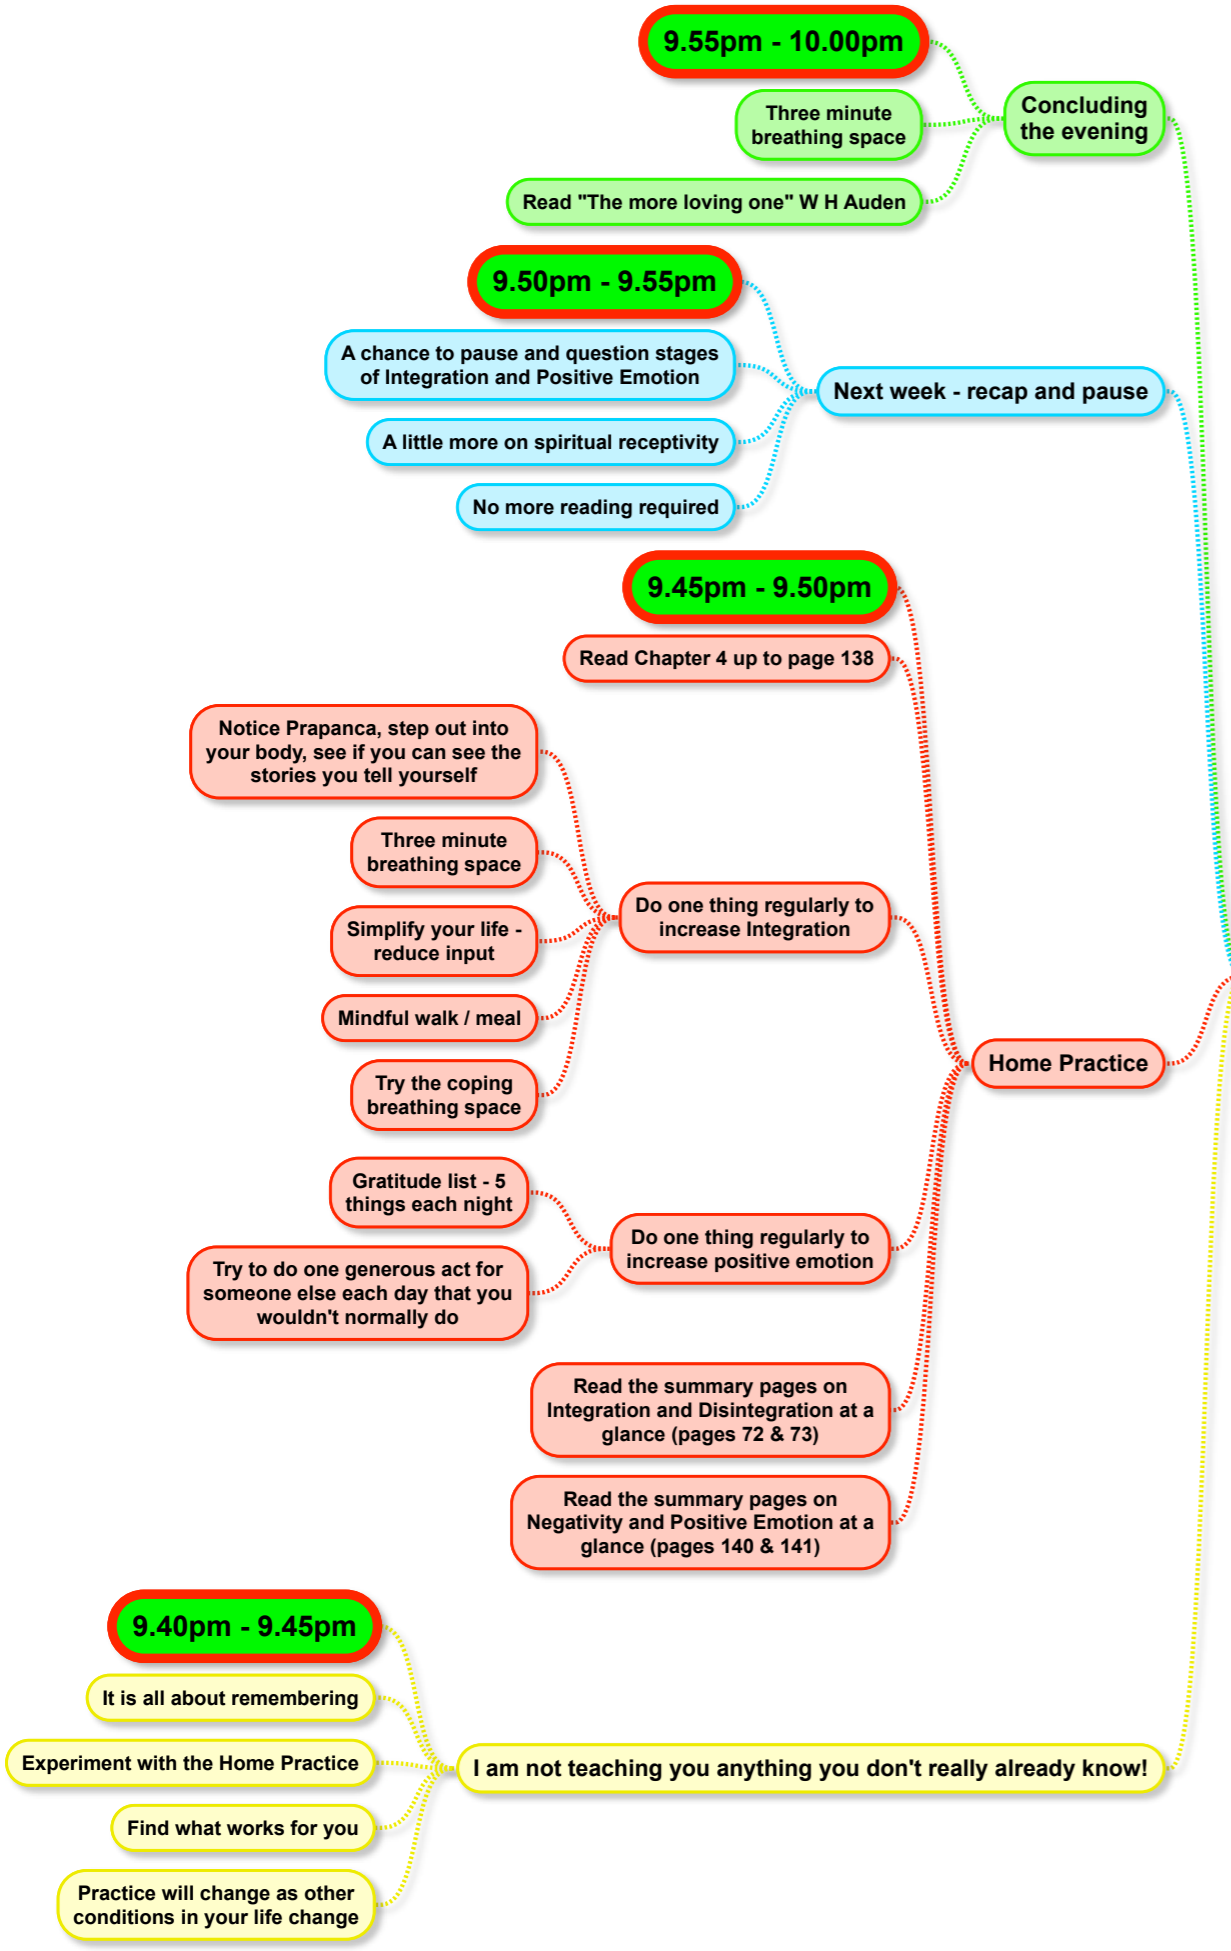 9.55pm - 10.00pm
Three minute
breathing space
Read "The more loving one" W H Auden
Concluding
the evening
9.50pm - 9.55pm
A chance to pause and question stages
of Integration and Positive Emotion
A little more on spiritual receptivity
No more reading required
Next week - recap and pause
9.45pm - 9.50pm
Read Chapter 4 up to page 138
Notice Prapanca, step out into
your body, see if you can see the
stories you tell yourself
Three minute
breathing space
Simplify your life -
reduce input
Mindful walk / meal
Try the coping
breathing space
Do one thing regularly to
increase Integration
Gratitude list - 5
things each night
Try to do one generous act for
someone else each day that you
wouldn't normally do
Do one thing regularly to
increase positive emotion
Read the summary pages on
Integration and Disintegration at a
glance (pages 72 & 73)
Read the summary pages on
Negativity and Positive Emotion at a
glance (pages 140 & 141)
Home Practice
9.40pm - 9.45pm
It is all about remembering
Experiment with the Home Practice
Find what works for you
Practice will change as other
conditions in your life change
I am not teaching you anything you don't really already know!